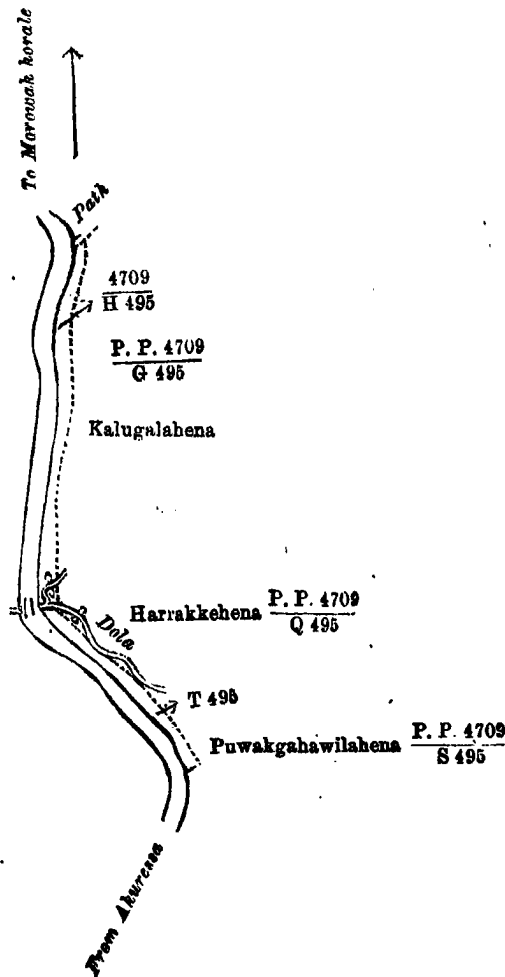 To Morowak korale
Path
4709
H 495
P. P. 4709
G 495
Kalugalahena
Harrakkehena P. P. 4709
Q 495
Dola
T 495
Puwakgahawilahena P. P. 4709
S 495
From Akuressa